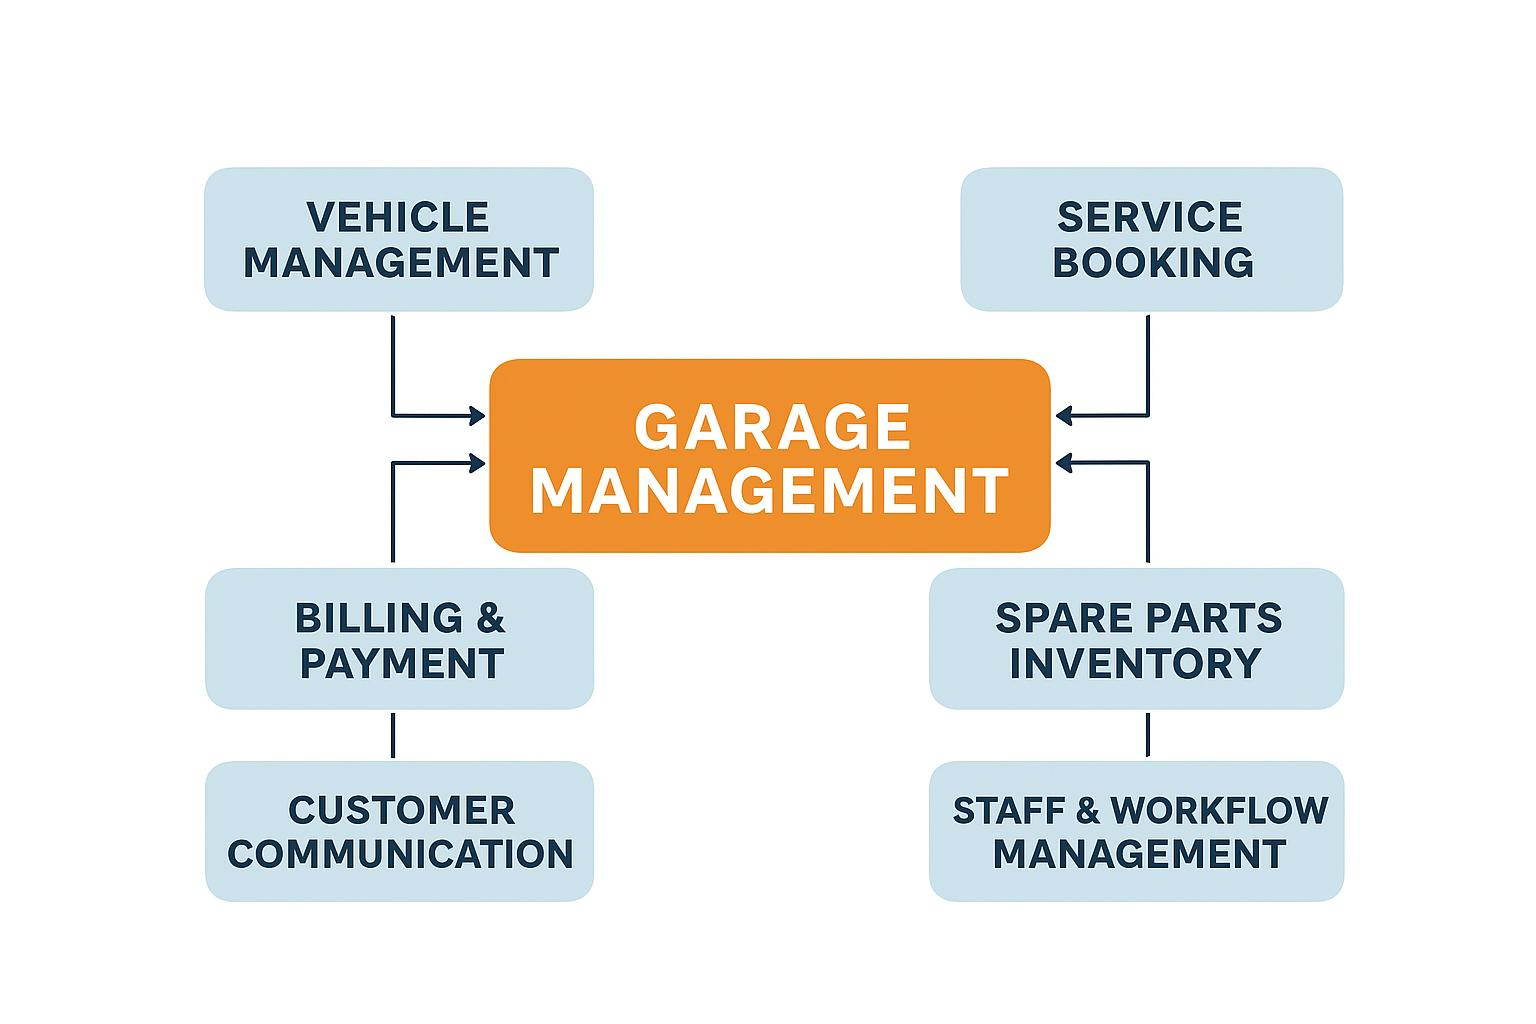 VEHICLE
MANAGEMENT
SERVICE
BOOKING
GARAGE
MANAGEMENT
BILLING &
PAYMENT
SPARE PARTS
INVENTORY
CUSTOMER
COMMUNICATION
STAFF & WORKFLOW
MANAGEMENT